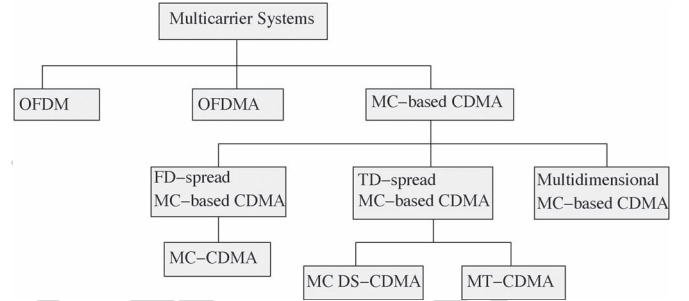 Multicarrier Systems
OFDM
OFDMA
MC−based CDMA
FD−spread
MC−based CDMA
TD−spread
MC−based CDMA
Multidimensional
MC−based CDMA
MC−CDMA
MC DS−CDMA
MT−CDMA